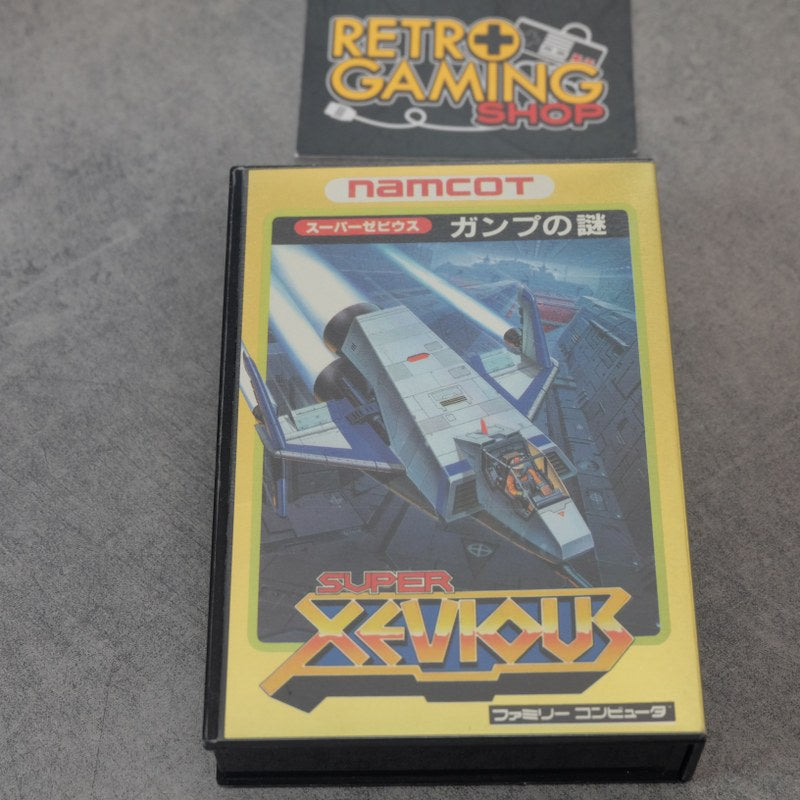 RETRO
GAMING
SHOP
namcot
スーパーゼビウス ガンプの謎
SUPER
XEVIOUS
ファミリー コンピュータ